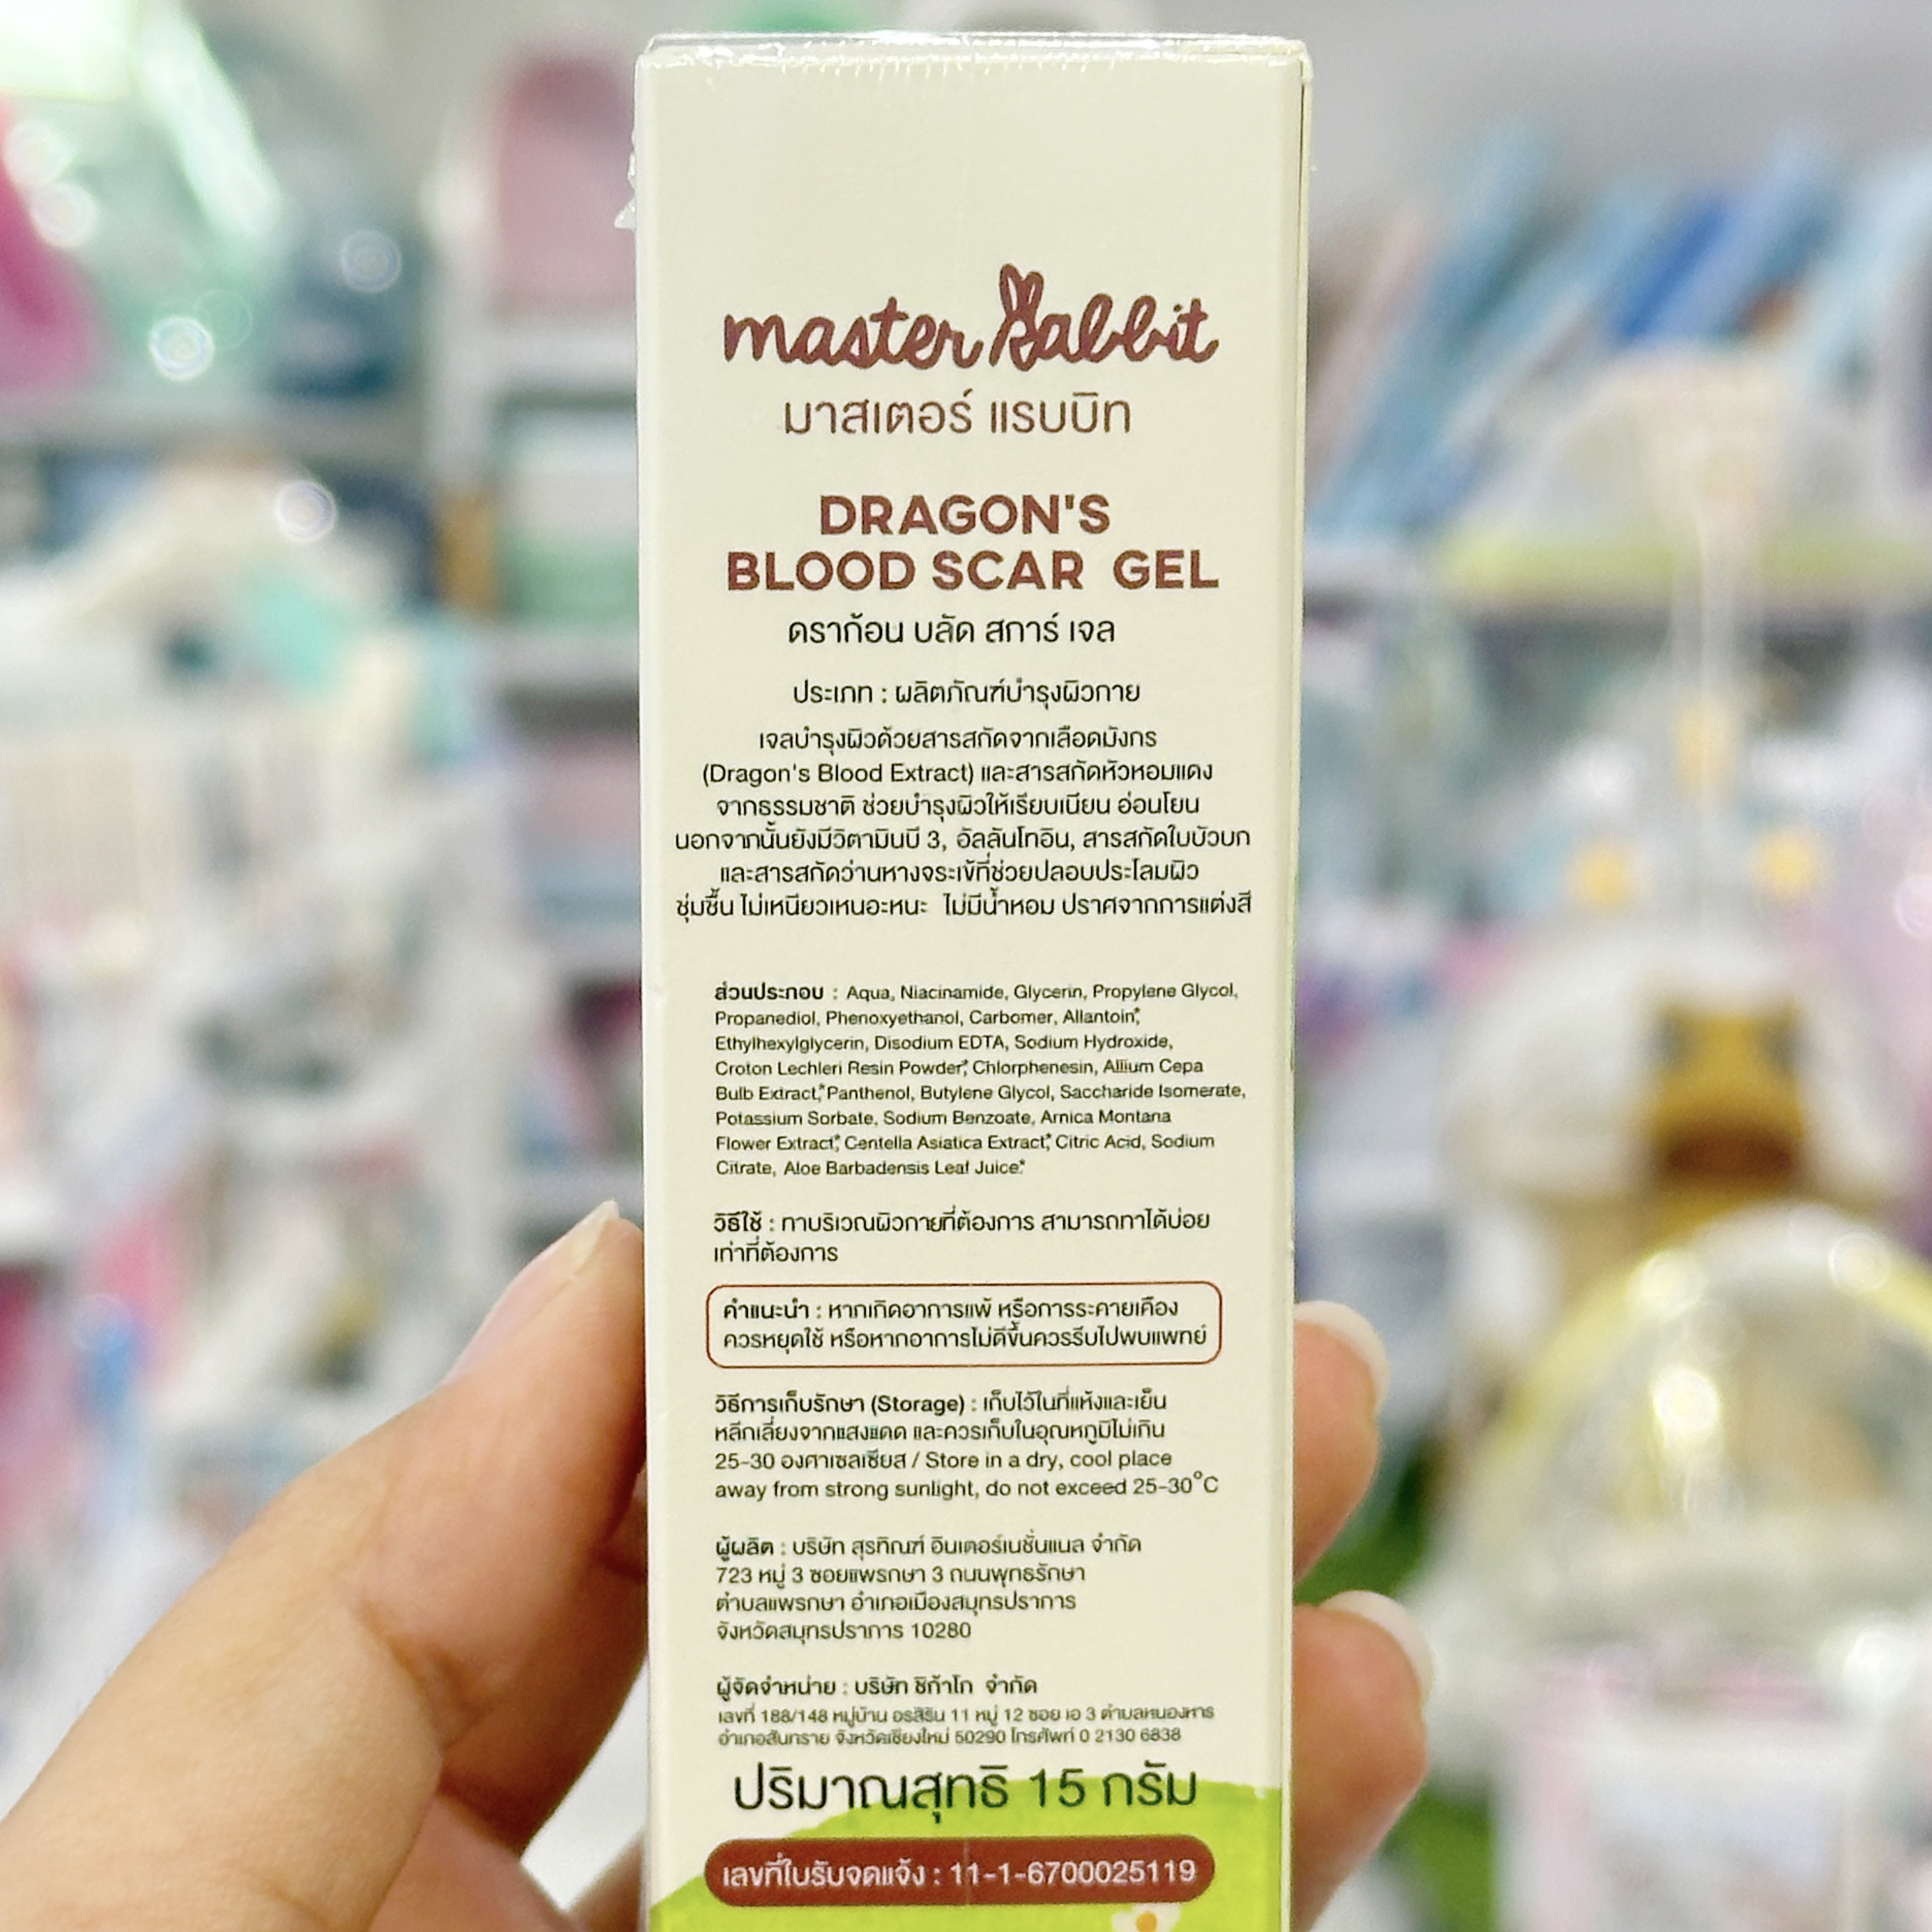 master Rabbit
มาสเตอร์ แรบบิท
DRAGON'S
BLOOD SCAR GEL
ดราก้อน บลัด สการ์ เจล
ประเภท : ผลิตภัณฑ์บำรุงผิวกาย
เจลบำรุงผิวด้วยสารสกัดจากเลือดมังกร
(Dragon's Blood Extract) และสารสกัดหัวหอมแดง
จากธรรมชาติ ช่วยบำรุงผิวให้เรียบเนียน อ่อนโยน
นอกจากนั้นยังมีวิตามินบี 3, อัลลันโทอิน, สารสกัดใบบัวบก
และสารสกัดว่านหางจระเข้ที่ช่วยปลอบประโลมผิว
ชุ่มชื้น ไม่เหนียวเหนอะหนะ ไม่มีน้ำหอม ปราศจากการแต่งสี
ส่วนประกอบ : Aqua, Niacinamide, Glycerin, Propylene Glycol,
Propanediol, Phenoxyethanol, Carbomer, Allantoin*,
Ethylhexylglycerin, Disodium EDTA, Sodium Hydroxide,
Croton Lechleri Resin Powder*, Chlorphenesin, Allium Cepa
Bulb Extract,* Panthenol, Butylene Glycol, Saccharide Isomerate,
Potassium Sorbate, Sodium Benzoate, Arnica Montana
Flower Extract*, Centella Asiatica Extract*, Citric Acid, Sodium
Citrate, Aloe Barbadensis Leaf Juice.*
วิธีใช้ : ทาบริเวณผิวกายที่ต้องการ สามารถทาได้บ่อย
เท่าที่ต้องการ
คำแนะนำ : หากเกิดอาการแพ้ หรือการระคายเคือง
ควรหยุดใช้ หรือหากอาการไม่ดีขึ้นควรรีบไปพบแพทย์
วิธีการเก็บรักษา (Storage) : เก็บไว้ในที่แห้งและเย็น
หลีกเลี่ยงจากแสงแดด และควรเก็บในอุณหภูมิไม่เกิน
25-30 องศาเซลเซียส / Store in a dry, cool place
away from strong sunlight, do not exceed 25-30°C
ผู้ผลิต : บริษัท สุรทิณฑ์ อินเตอร์เนชั่นแนล จำกัด
723 หมู่ 3 ซอยแพรกษา 3 ถนนพุทธรักษา
ตำบลแพรกษา อำเภอเมืองสมุทรปราการ
จังหวัดสมุทรปราการ 10280
ผู้จัดจำหน่าย : บริษัท ชิก้าโก จำกัด
เลขที่ 188/148 หมู่บ้าน อรสิริน 11 หมู่ 12 ซอย เอ 3 ตำบลหนองหาร
อำเภอสันทราย จังหวัดเชียงใหม่ 50290 โทรศัพท์ 0 2130 6838
ปริมาณสุทธิ 15 กรัม
เลขที่ใบรับจดแจ้ง : 11-1-6700025119